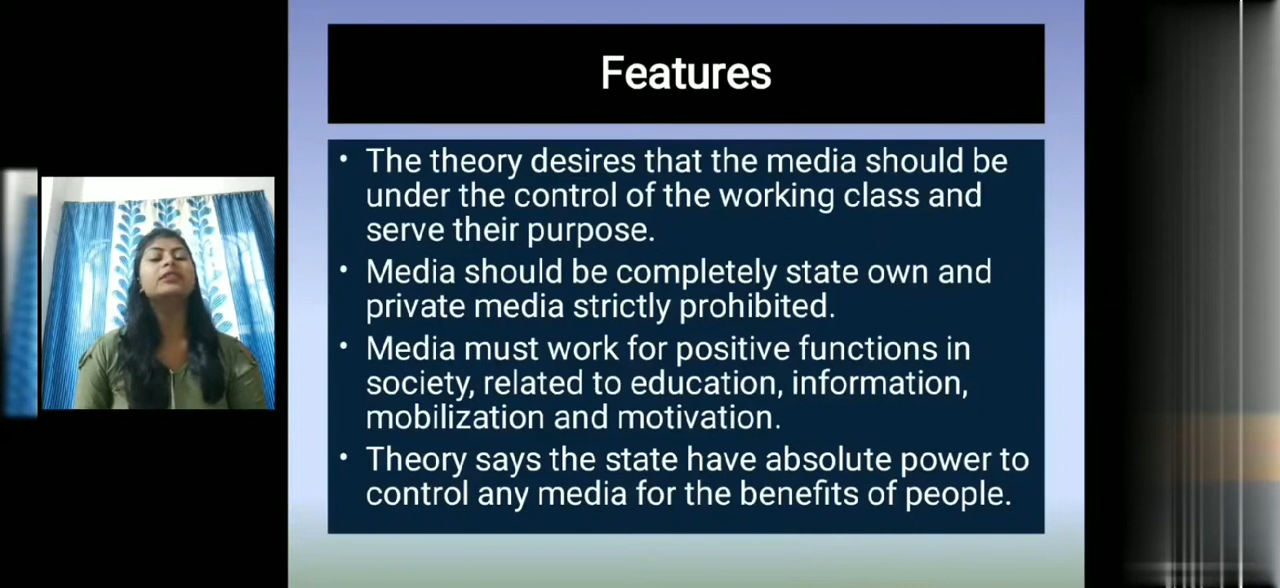 Features
• The theory desires that the media should be
under the control of the working class and
serve their purpose.
• Media should be completely state own and
private media strictly prohibited.
• Media must work for positive functions in
society, related to education, information,
mobilization and motivation.
• Theory says the state have absolute power to
control any media for the benefits of people.